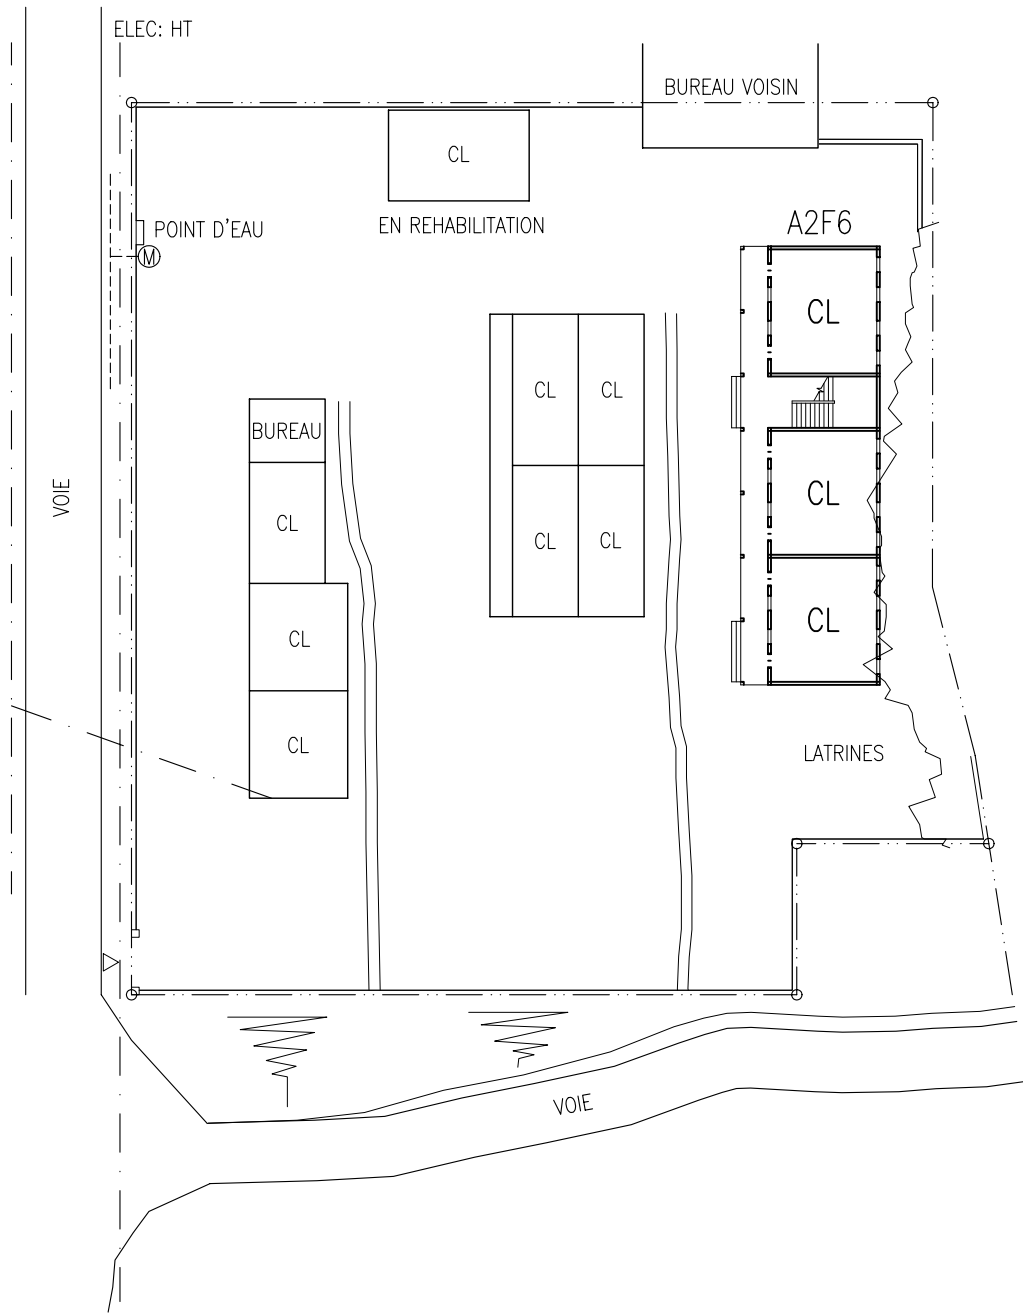 ELEC: HT
BUREAU VOISIN
CL
EN REHABILITATION
POINT D'EAU
M
A2F6
CL
CL
CL
BUREAU
CL
CL
VOIE
CL
CL
CL
CL
CL
CL
LATRINES
VOIE